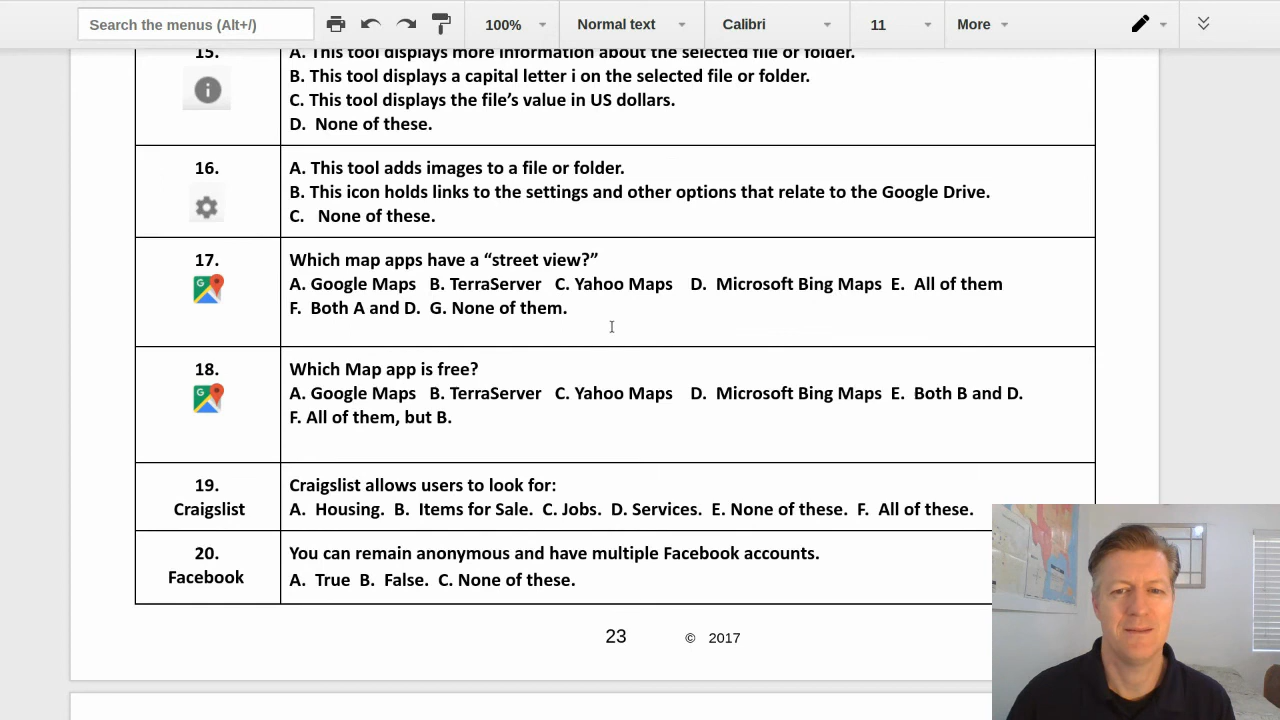 Search the menus (Alt+/) 100% Normal text Calibri 11 More
15.
A. This tool displays more information about the selected file or folder.
B. This tool displays a capital letter i on the selected file or folder.
C. This tool displays the file’s value in US dollars.
D. None of these.
16.
A. This tool adds images to a file or folder.
B. This icon holds links to the settings and other options that relate to the Google Drive.
C. None of these.
17.
Which map apps have a “street view?”
A. Google Maps B. TerraServer C. Yahoo Maps D. Microsoft Bing Maps E. All of them
F. Both A and D. G. None of them.
18.
Which Map app is free?
A. Google Maps B. TerraServer C. Yahoo Maps D. Microsoft Bing Maps E. Both B and D.
F. All of them, but B.
19.
Craigslist
Craigslist allows users to look for:
A. Housing. B. Items for Sale. C. Jobs. D. Services. E. None of these. F. All of these.
20.
Facebook
You can remain anonymous and have multiple Facebook accounts.
A. True B. False. C. None of these.
23 © 2017